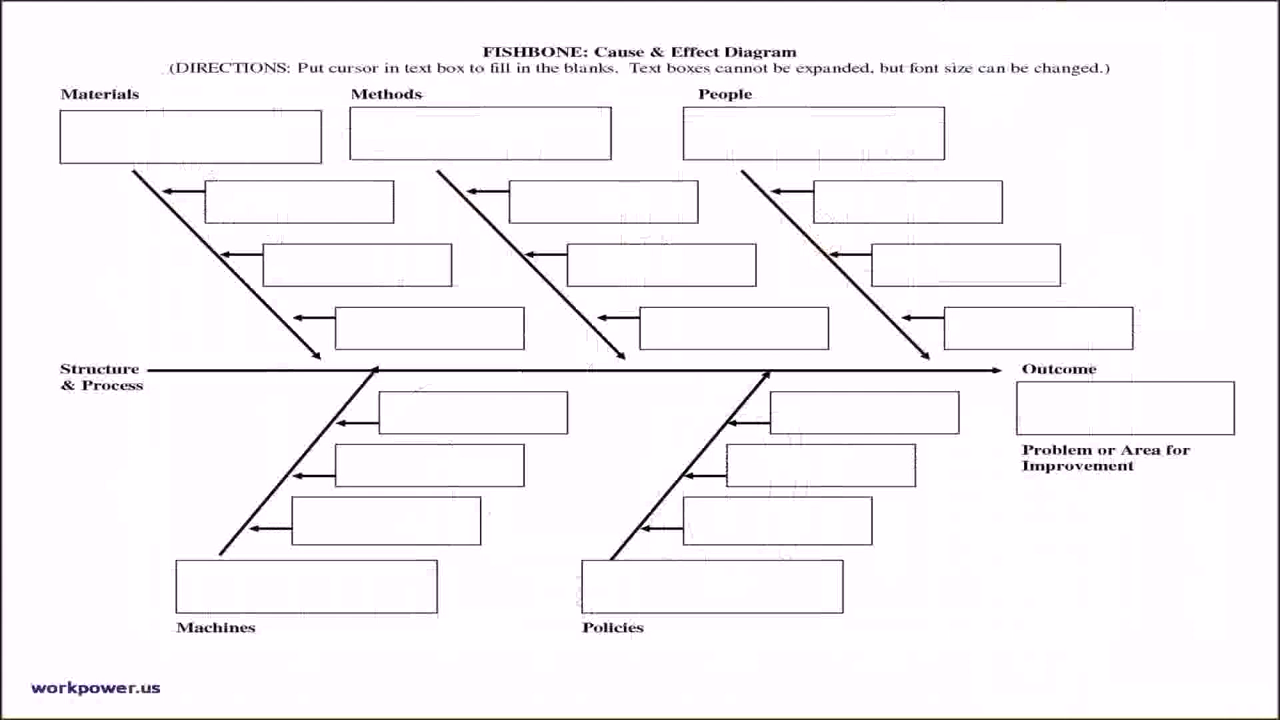 FISHBONE: Cause & Effect Diagram
(DIRECTIONS: Put cursor in text box to fill in the blanks. Text boxes cannot be expanded, but font size can be changed.)
Materials
Methods
People
Structure
& Process
Outcome
Problem or Area for
Improvement
Machines
Policies
workpower.us